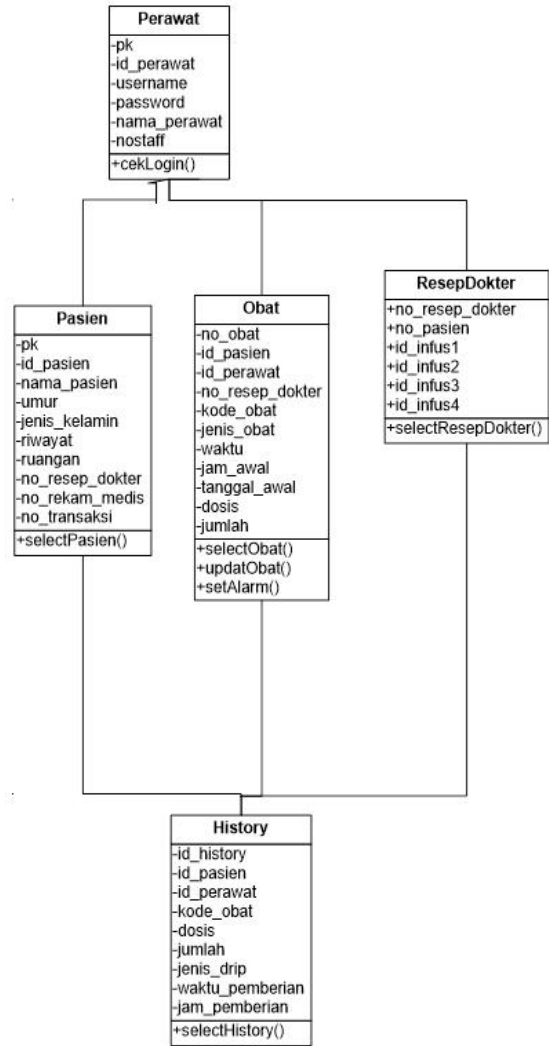 Perawat
-pk
-id_perawat
-username
-password
-nama_perawat
-nostaff
+cekLogin()
Pasien
-pk
-id_pasien
-nama_pasien
-umur
-jenis_kelamin
-riwayat
-ruangan
-no_resep_dokter
-no_rekam_medis
-no_transaksi
+selectPasien()
Obat
-no_obat
-id_pasien
-id_perawat
-no_resep_dokter
-kode_obat
-jenis_obat
-waktu
-jam_awal
-tanggal_awal
-dosis
-jumlah
+selectObat()
+updatObat()
+setAlarm()
ResepDokter
+no_resep_dokter
+no_pasien
+id_infus1
+id_infus2
+id_infus3
+id_infus4
+selectResepDokter()
History
-id_history
-id_pasien
-id_perawat
-kode_obat
-dosis
-jumlah
-jenis_drip
-waktu_pemberian
-jam_pemberian
+selectHistory()